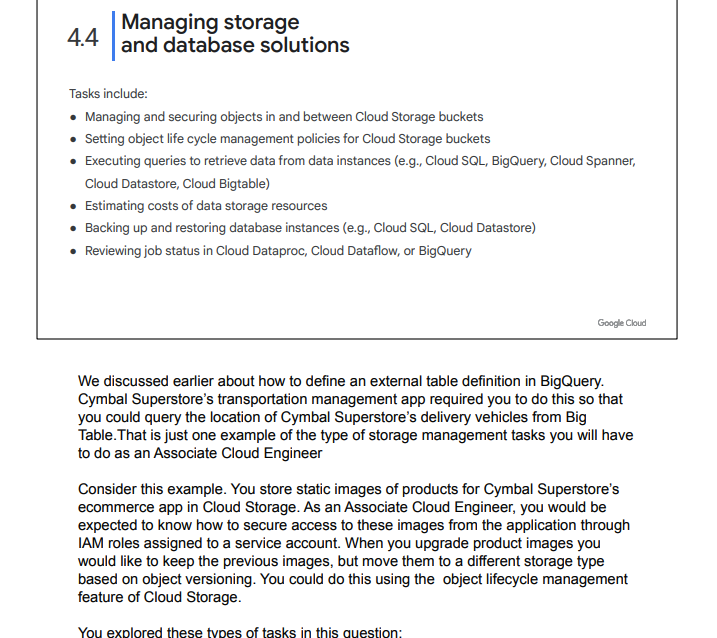 4.4
Managing storage
and database solutions
Tasks include:
● Managing and securing objects in and between Cloud Storage buckets
● Setting object life cycle management policies for Cloud Storage buckets
● Executing queries to retrieve data from data instances (e.g., Cloud SQL, BigQuery, Cloud Spanner,
Cloud Datastore, Cloud Bigtable)
● Estimating costs of data storage resources
● Backing up and restoring database instances (e.g., Cloud SQL, Cloud Datastore)
● Reviewing job status in Cloud Dataproc, Cloud Dataflow, or BigQuery
Google Cloud
We discussed earlier about how to define an external table definition in BigQuery.
Cymbal Superstore’s transportation management app required you to do this so that
you could query the location of Cymbal Superstore’s delivery vehicles from Big
Table.That is just one example of the type of storage management tasks you will have
to do as an Associate Cloud Engineer
Consider this example. You store static images of products for Cymbal Superstore’s
ecommerce app in Cloud Storage. As an Associate Cloud Engineer, you would be
expected to know how to secure access to these images from the application through
IAM roles assigned to a service account. When you upgrade product images you
would like to keep the previous images, but move them to a different storage type
based on object versioning. You could do this using the  object lifecycle management
feature of Cloud Storage.
You explored these types of tasks in this question: